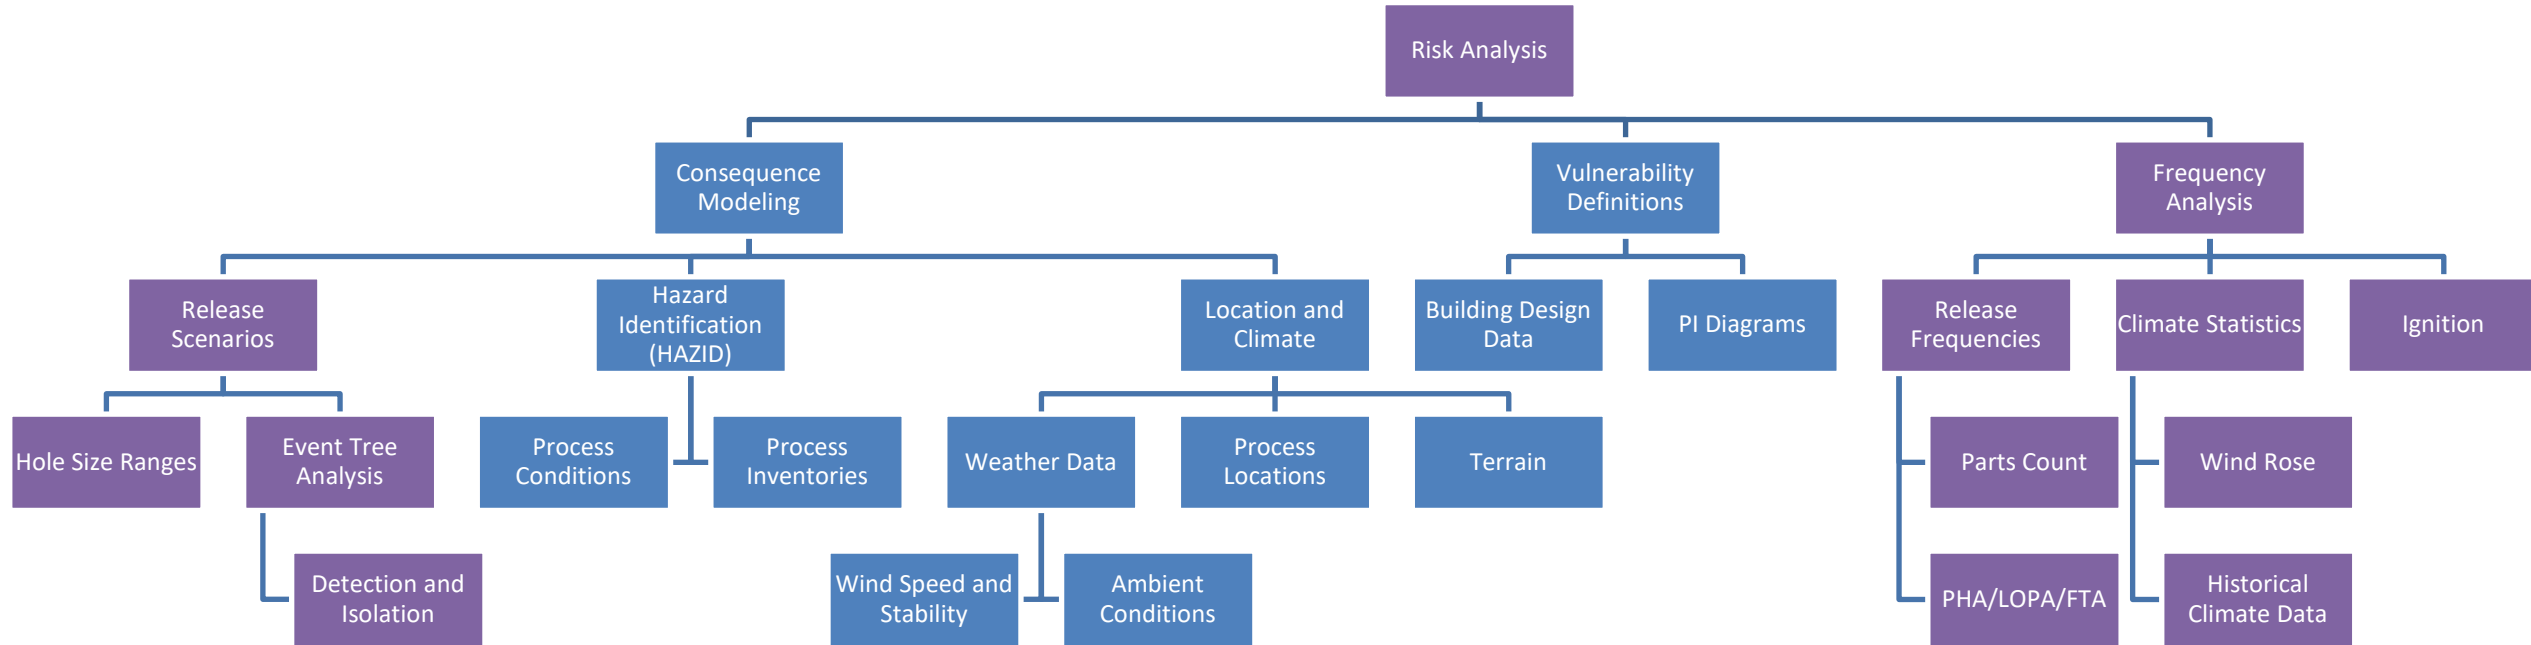 Risk Analysis
Consequence
Modeling
Vulnerability
Definitions
Frequency
Analysis
Release
Scenarios
Hazard
Identification
(HAZID)
Location and
Climate
Building Design
Data
PI Diagrams
Release
Frequencies
Climate Statistics
Ignition
Hole Size Ranges
Event Tree
Analysis
Process
Conditions
Process
Inventories
Weather Data
Process
Locations
Terrain
Parts Count
Wind Rose
Detection and
Isolation
Wind Speed and
Stability
Ambient
Conditions
PHA/LOPA/FTA
Historical
Climate Data